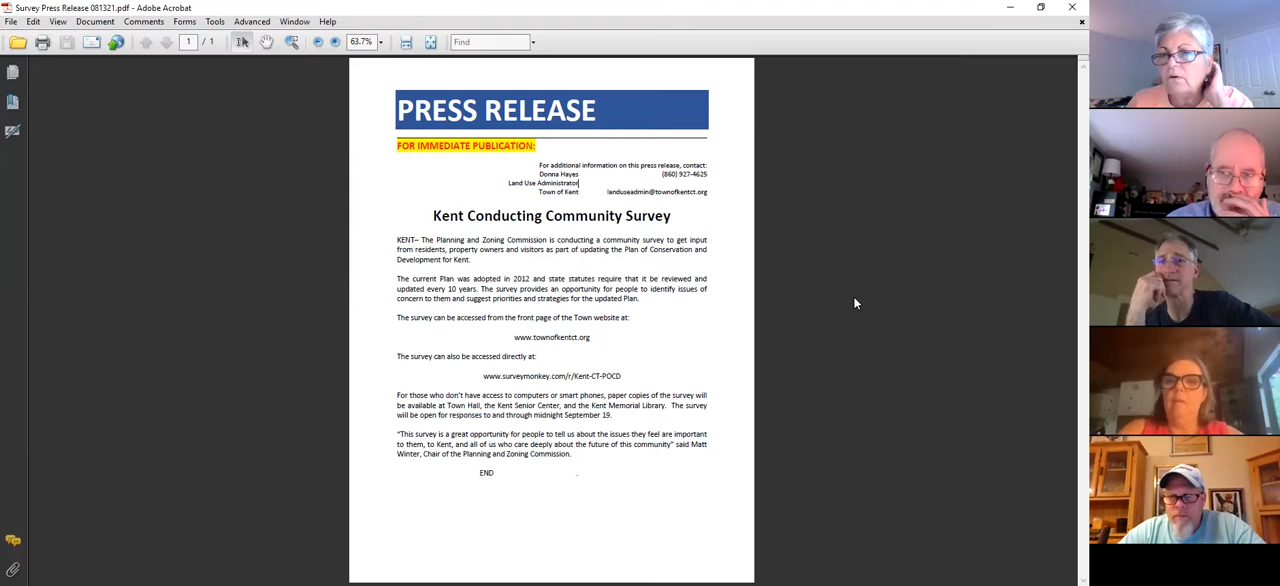 Survey Press Release 081321.pdf - Adobe Acrobat
File Edit View Document Comments Forms Tools Advanced Window Help
1 / 1 63.7% Find
PRESS RELEASE
FOR IMMEDIATE PUBLICATION:
For additional information on this press release, contact:
Donna Hayes (860) 927-4625
Land Use Administrator
Town of Kent landuseadmin@townofkentct.org
Kent Conducting Community Survey
KENT– The Planning and Zoning Commission is conducting a community survey to get input
from residents, property owners and visitors as part of updating the Plan of Conservation and
Development for Kent.
The current Plan was adopted in 2012 and state statutes require that it be reviewed and
updated every 10 years. The survey provides an opportunity for people to identify issues of
concern to them and suggest priorities and strategies for the updated Plan.
The survey can be accessed from the front page of the Town website at:
www.townofkentct.org
The survey can also be accessed directly at:
www.surveymonkey.com/r/Kent-CT-POCD
For those who don't have access to computers or smart phones, paper copies of the survey will
be available at Town Hall, the Kent Senior Center, and the Kent Memorial Library. The survey
will be open for responses to and through midnight September 19.
"This survey is a great opportunity for people to tell us about the issues they feel are important
to them, to Kent, and all of us who care deeply about the future of this community" said Matt
Winter, Chair of the Planning and Zoning Commission.
END .